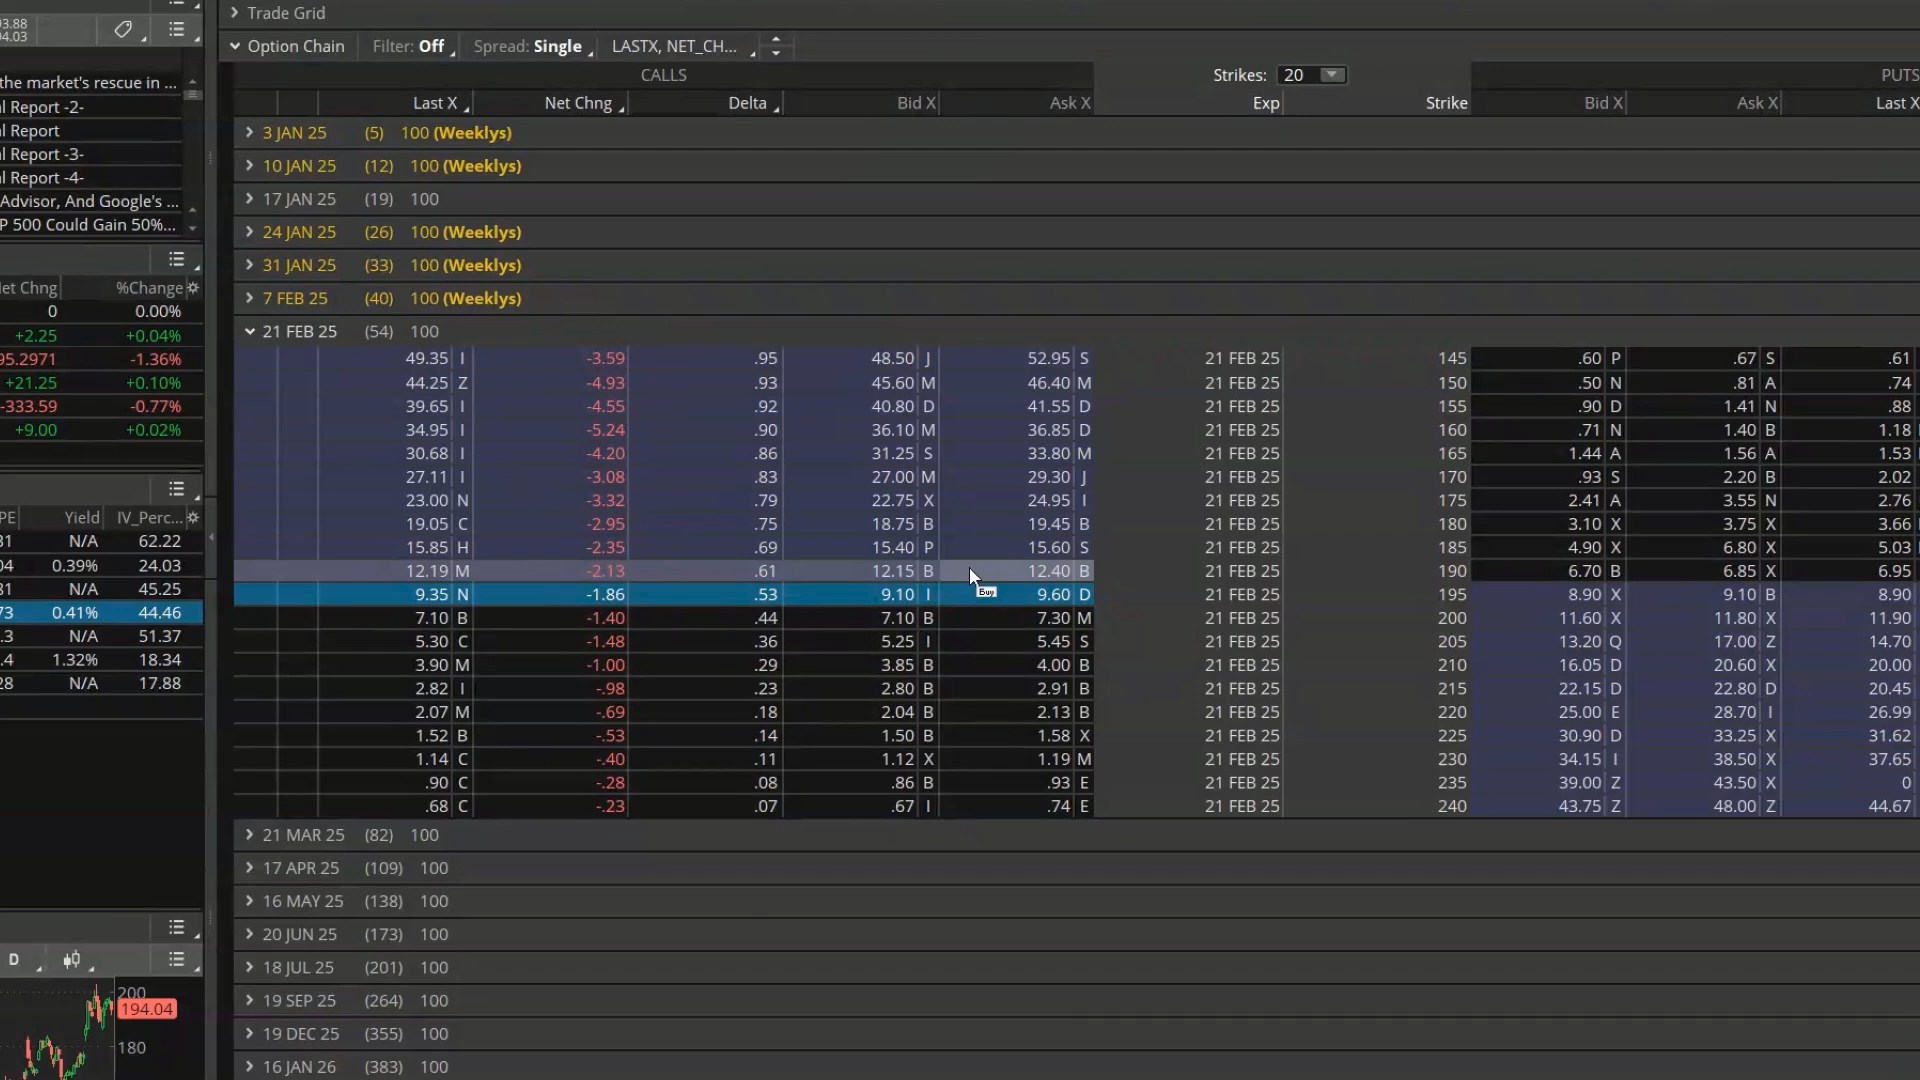 Trade Grid
3.88
4.03
Option Chain Filter: Off Spread: Single LASTX, NET_CH...
CALLS Strikes: 20 PUTS
Last X Net Chng Delta Bid X Ask X Exp Strike Bid X Ask X Last X
the market's rescue in ...
l Report -2-
l Report
l Report -3-
l Report -4-
Advisor, And Google's ...
P 500 Could Gain 50%...
et Chng %Change
0 0.00%
+2.25 +0.04%
95.2971 -1.36%
+21.25 +0.10%
-333.59 -0.77%
+9.00 +0.02%
PE Yield IV_Perc...
31 N/A 62.22
04 0.39% 24.03
31 N/A 45.25
73 0.41% 44.46
.3 N/A 51.37
.4 1.32% 18.34
28 N/A 17.88
D
200
194.04
180
3 JAN 25 (5) 100 (Weeklys)
10 JAN 25 (12) 100 (Weeklys)
17 JAN 25 (19) 100
24 JAN 25 (26) 100 (Weeklys)
31 JAN 25 (33) 100 (Weeklys)
7 FEB 25 (40) 100 (Weeklys)
21 FEB 25 (54) 100
49.35 I -3.59 .95 48.50 J 52.95 S 21 FEB 25 145 .60 P .67 S .61
44.25 Z -4.93 .93 45.60 M 46.40 M 21 FEB 25 150 .50 N .81 A .74
39.65 I -4.55 .92 40.80 D 41.55 D 21 FEB 25 155 .90 D 1.41 N .88
34.95 I -5.24 .90 36.10 M 36.85 D 21 FEB 25 160 .71 N 1.40 B 1.18
30.68 I -4.20 .86 31.25 S 33.80 M 21 FEB 25 165 1.44 A 1.56 A 1.53
27.11 I -3.08 .83 27.00 M 29.30 J 21 FEB 25 170 .93 S 2.20 B 2.02
23.00 N -3.32 .79 22.75 X 24.95 I 21 FEB 25 175 2.41 A 3.55 N 2.76
19.05 C -2.95 .75 18.75 B 19.45 B 21 FEB 25 180 3.10 X 3.75 X 3.66
15.85 H -2.35 .69 15.40 P 15.60 S 21 FEB 25 185 4.90 X 6.80 X 5.03
12.19 M -2.13 .61 12.15 B 12.40 B 21 FEB 25 190 6.70 B 6.85 X 6.95
Buy
9.35 N -1.86 .53 9.10 I 9.60 D 21 FEB 25 195 8.90 X 9.10 B 8.90
7.10 B -1.40 .44 7.10 B 7.30 M 21 FEB 25 200 11.60 X 11.80 X 11.90
5.30 C -1.48 .36 5.25 I 5.45 S 21 FEB 25 205 13.20 Q 17.00 Z 14.70
3.90 M -1.00 .29 3.85 B 4.00 B 21 FEB 25 210 16.05 D 20.60 X 20.00
2.82 I -.98 .23 2.80 B 2.91 B 21 FEB 25 215 22.15 D 22.80 D 20.45
2.07 M -.69 .18 2.04 B 2.13 B 21 FEB 25 220 25.00 E 28.70 I 26.99
1.52 B -.53 .14 1.50 B 1.58 X 21 FEB 25 225 30.90 D 33.25 X 31.62
1.14 C -.40 .11 1.12 X 1.19 M 21 FEB 25 230 34.15 I 38.50 X 37.65
.90 C -.28 .08 .86 B .93 E 21 FEB 25 235 39.00 Z 43.50 X 0
.68 C -.23 .07 .67 I .74 E 21 FEB 25 240 43.75 Z 48.00 Z 44.67
21 MAR 25 (82) 100
17 APR 25 (109) 100
16 MAY 25 (138) 100
20 JUN 25 (173) 100
18 JUL 25 (201) 100
19 SEP 25 (264) 100
19 DEC 25 (355) 100
16 JAN 26 (383) 100